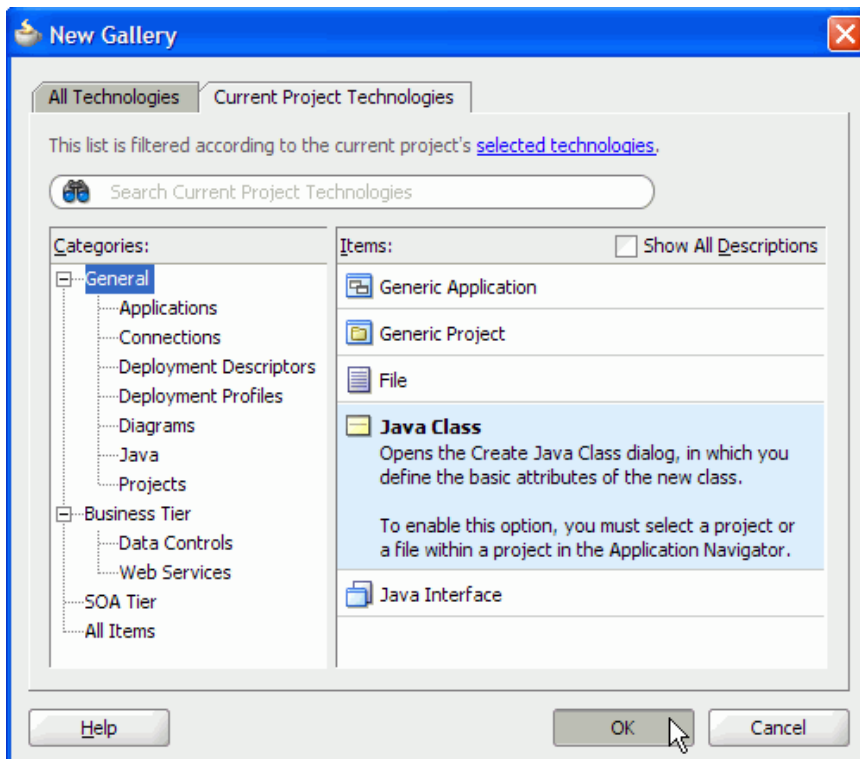 New Gallery
All Technologies
Current Project Technologies
This list is filtered according to the current project's selected technologies.
Search Current Project Technologies
Categories:
General
Applications
Connections
Deployment Descriptors
Deployment Profiles
Diagrams
Java
Projects
Business Tier
Data Controls
Web Services
SOA Tier
All Items
Items:
Show All Descriptions
Generic Application
Generic Project
File
Java Class
Opens the Create Java Class dialog, in which you
define the basic attributes of the new class.
To enable this option, you must select a project or
a file within a project in the Application Navigator.
Java Interface
Help
OK
Cancel